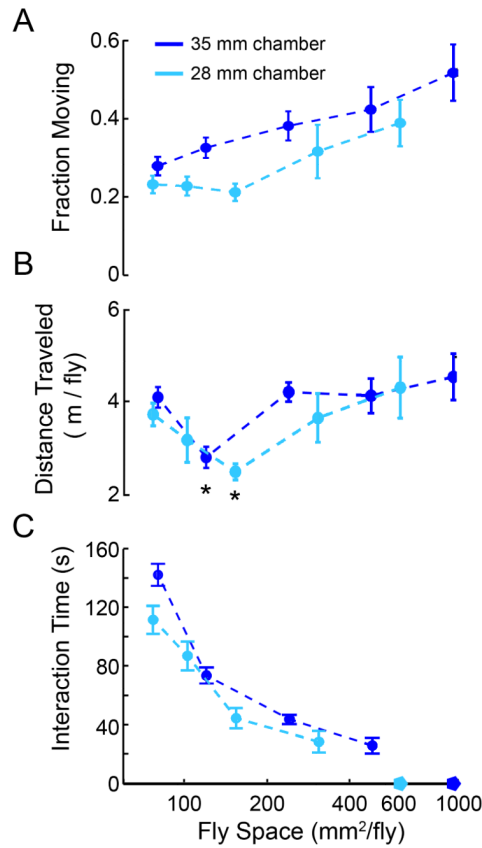 A
0.6
35 mm chamber
28 mm chamber
0.4
0.2
0
Fraction Moving
B
6
4
2
Distance Traveled
( m / fly)
* *
C
160
120
80
40
0
Interaction Time (s)
100 200 400 600 1000
Fly Space (mm²/fly)